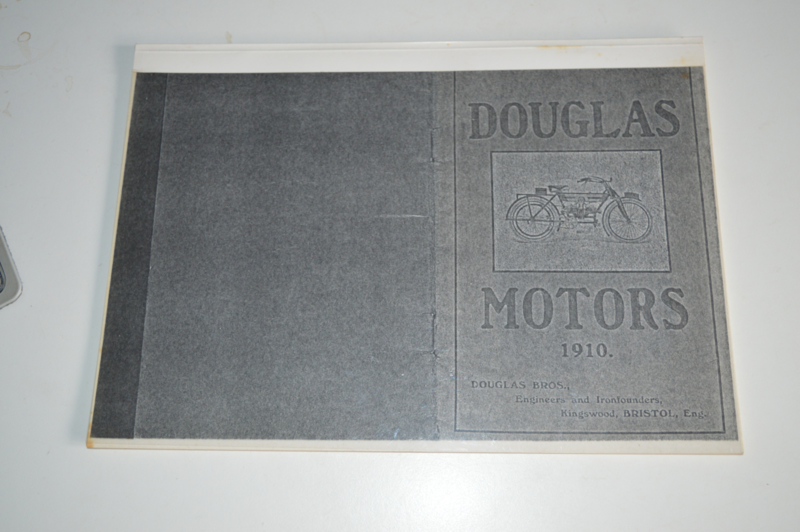 DOUGLAS
MOTORS
1910.
DOUGLAS BROS.,
Engineers and Ironfounders,
Kingswood, BRISTOL, Eng.